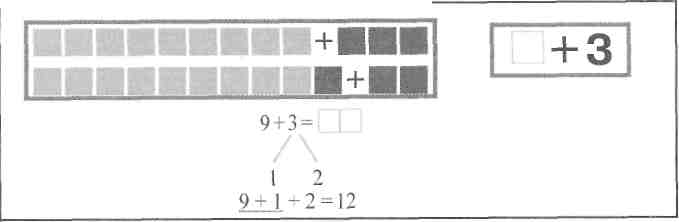 +
+
□ + 3
9 + 3 = □□
1 2
9 + 1 + 2 = 12